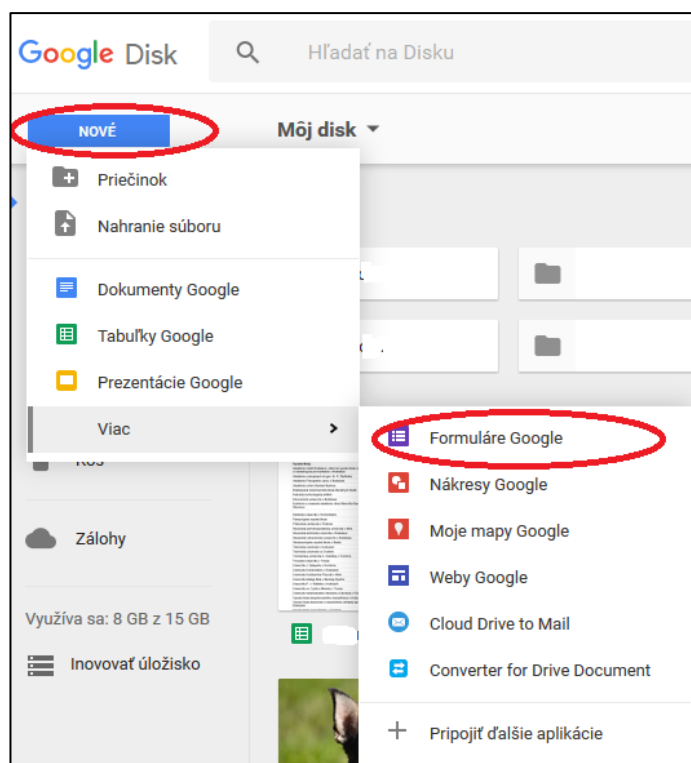 Google Disk
Hľadať na Disku
NOVÉ
Môj disk
Priečinok
Nahranie súboru
Dokumenty Google
Tabuľky Google
Prezentácie Google
Viac
Formuláre Google
Nákresy Google
Moje mapy Google
Weby Google
Cloud Drive to Mail
Converter for Drive Document
Pripojiť ďalšie aplikácie
Kôš
Zálohy
Využíva sa: 8 GB z 15 GB
Inovovať úložisko